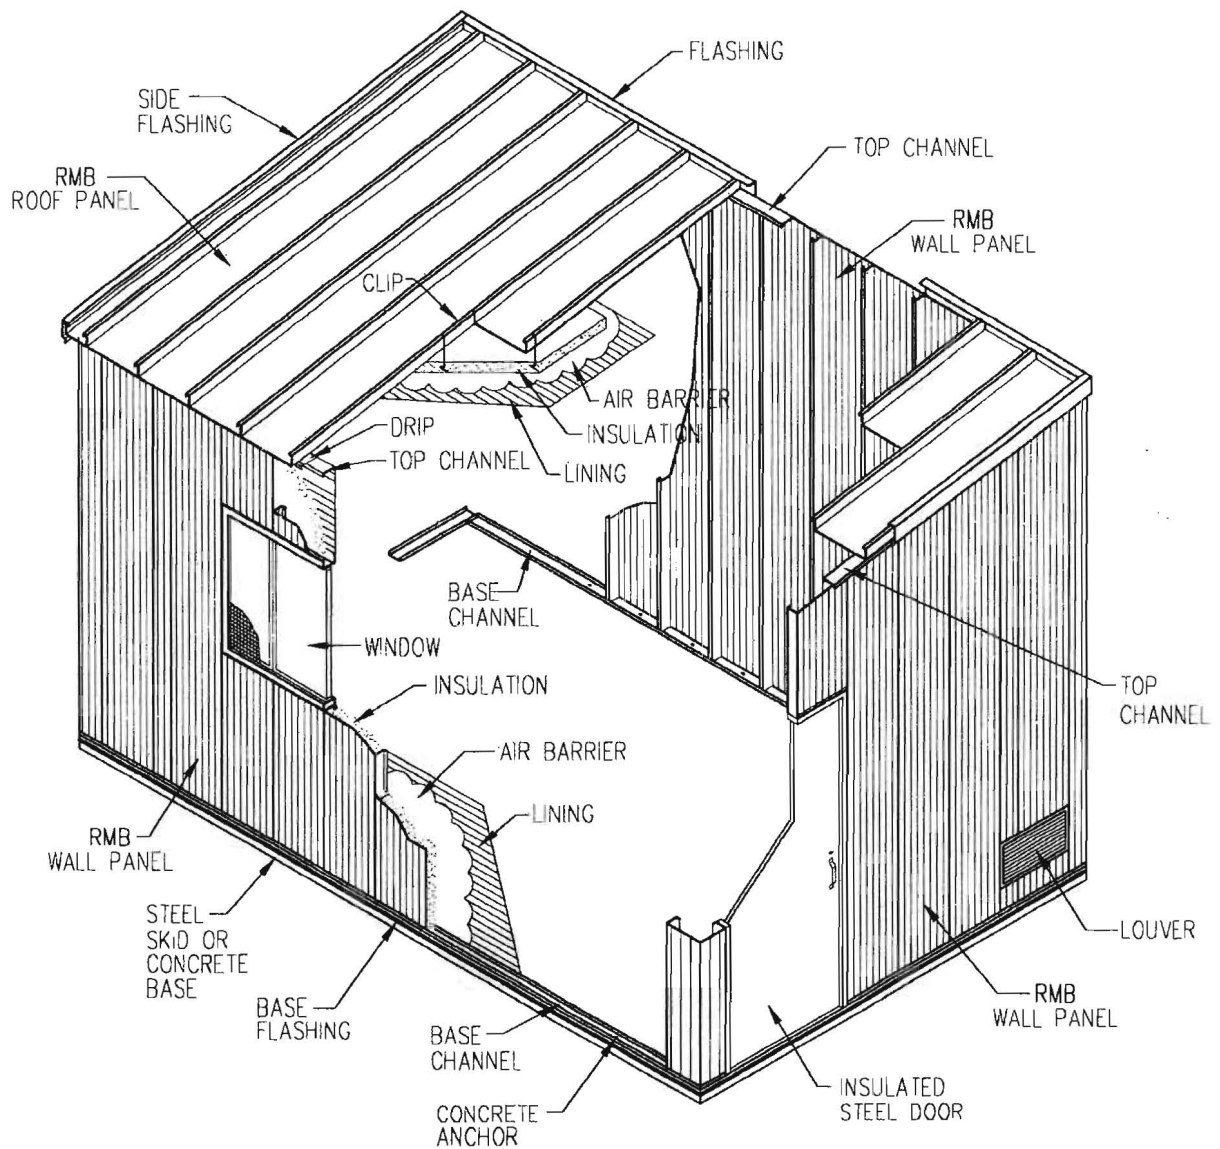 FLASHING
SIDE
FLASHING
TOP CHANNEL
RMB
ROOF PANEL
RMB
WALL PANEL
CLIP
AIR BARRIER
INSULATION
DRIP
TOP CHANNEL
LINING
BASE
CHANNEL
WINDOW
INSULATION
TOP
CHANNEL
AIR BARRIER
LINING
RMB
WALL PANEL
STEEL
SKID OR
CONCRETE
BASE
LOUVER
BASE
FLASHING
RMB
WALL PANEL
BASE
CHANNEL
INSULATED
STEEL DOOR
CONCRETE
ANCHOR